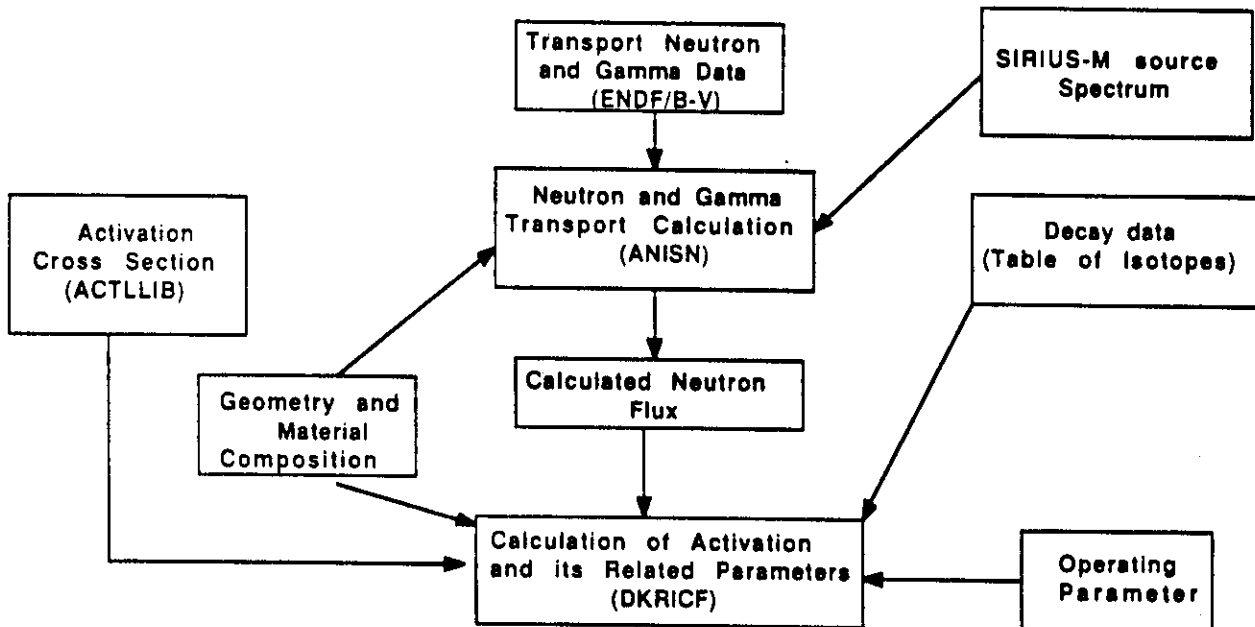 Transport Neutron
and Gamma Data
(ENDF/B-V)
SIRIUS-M source
Spectrum
Neutron and Gamma
Transport Calculation
(ANISN)
Activation
Cross Section
(ACTLLIB)
Decay data
(Table of Isotopes)
Geometry and
Material
Composition
Calculated Neutron
Flux
Calculation of Activation
and its Related Parameters
(DKRICF)
Operating
Parameter